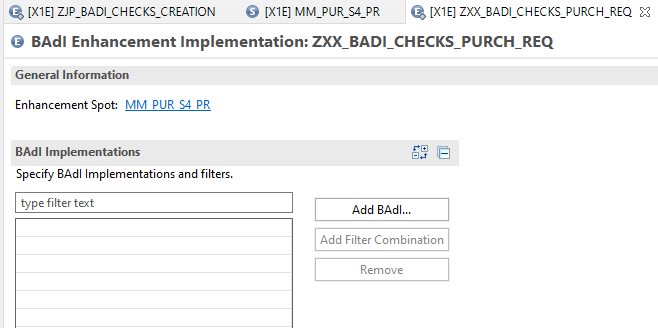 [X1E] ZJP_BADI_CHECKS_CREATION
[X1E] MM_PUR_S4_PR
[X1E] ZXX_BADI_CHECKS_PURCH_REQ
BAdI Enhancement Implementation: ZXX_BADI_CHECKS_PURCH_REQ
General Information
Enhancement Spot: MM_PUR_S4_PR
BAdI Implementations
Specify BAdI Implementations and filters.
type filter text
Add BAdI...
Add Filter Combination
Remove